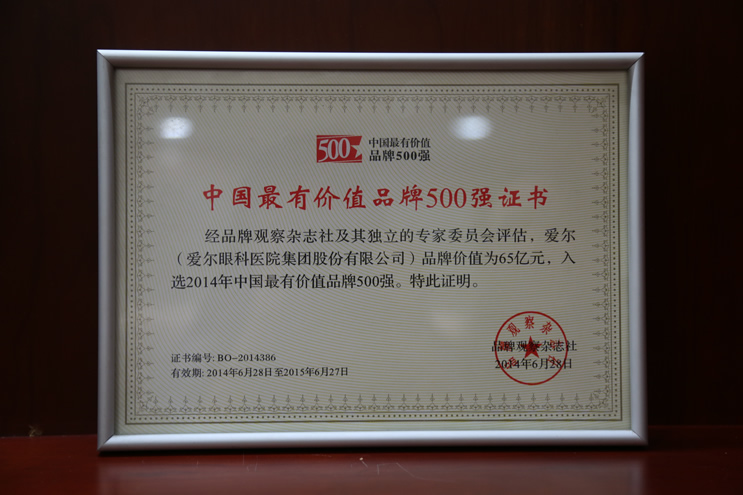 500
中国最有价值
品牌500强
中国最有价值品牌500强证书
经品牌观察杂志社及其独立的专家委员会评估，爱尔
（爱尔眼科医院集团股份有限公司）品牌价值为65亿元，入
选2014年中国最有价值品牌500强。特此证明。
证书编号: BO-2014386
有效期: 2014年6月28日至2015年6月27日
品牌观察杂志社
2014年6月28日